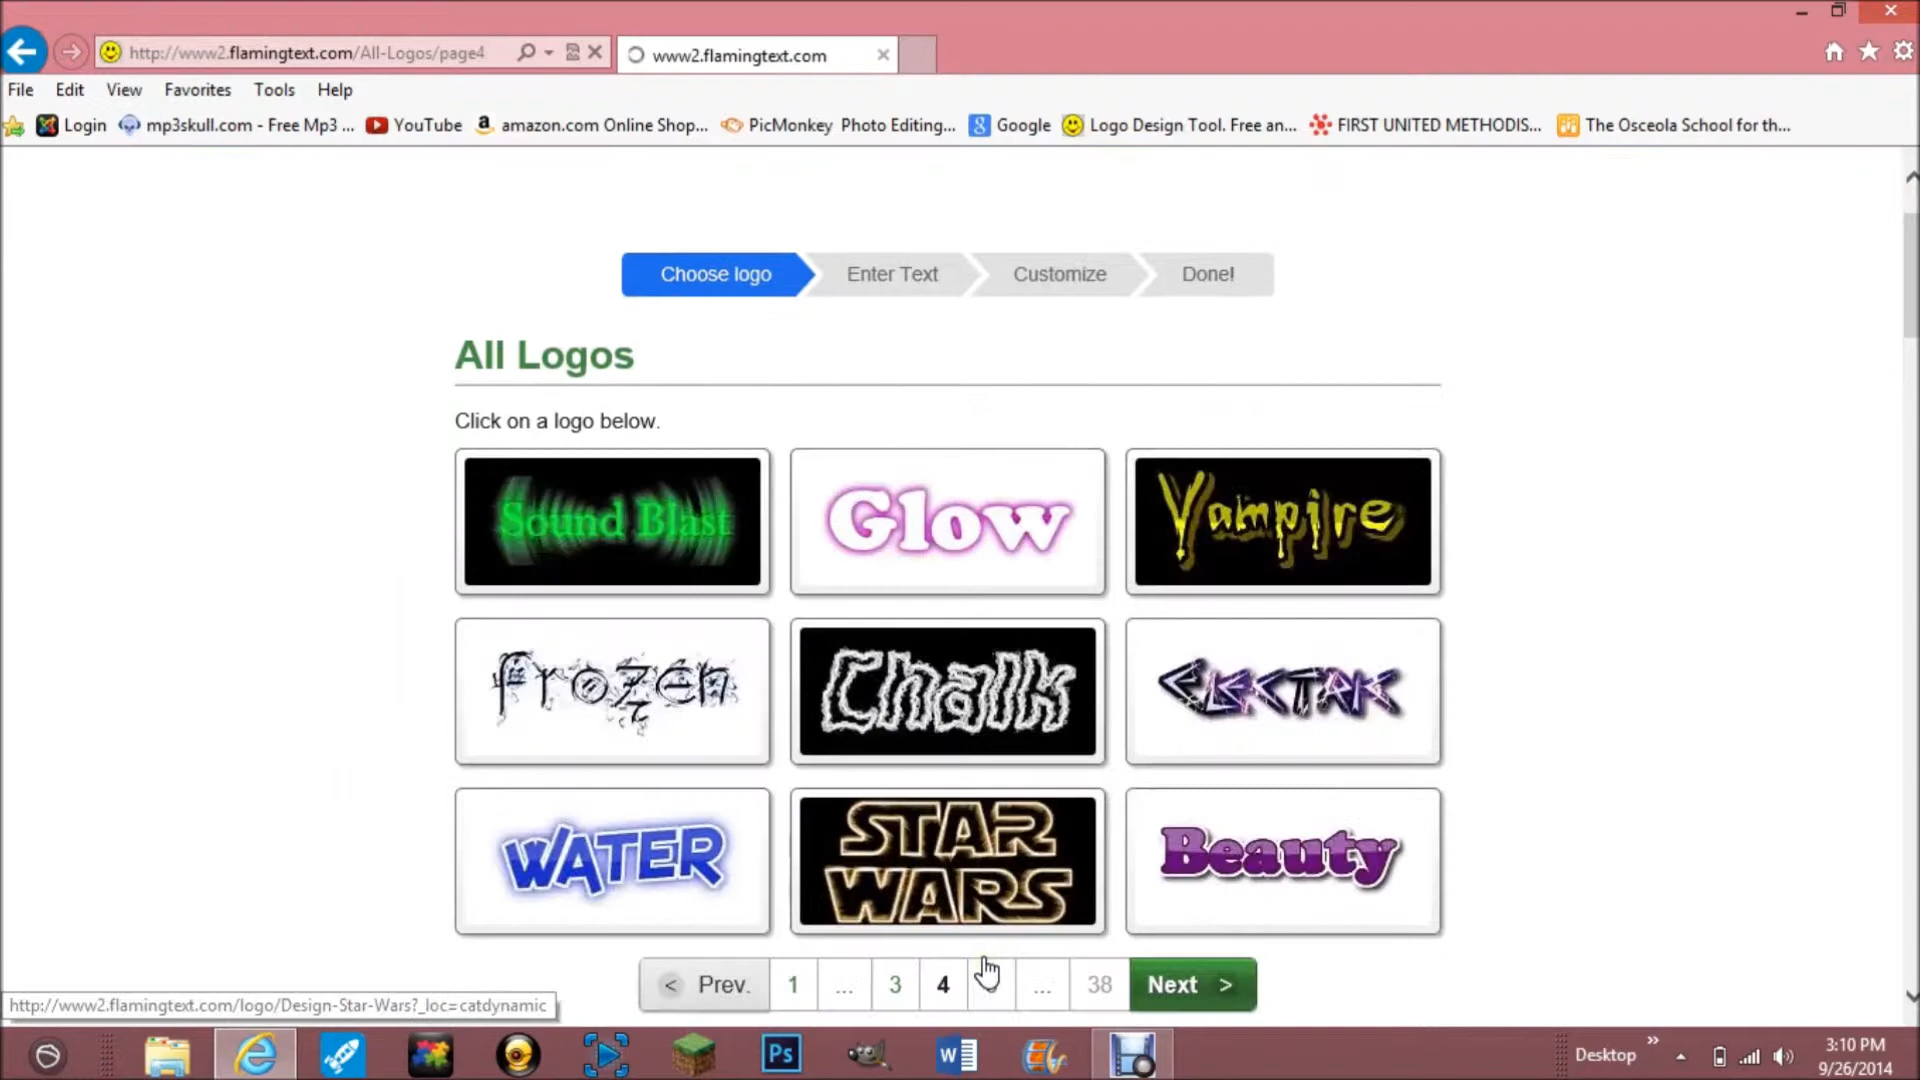 http://www2.flamingtext.com/All-Logos/page4
www2.flamingtext.com
File Edit View Favorites Tools Help
Login mp3skull.com - Free Mp3 ... YouTube amazon.com Online Shop... PicMonkey Photo Editing... Google Logo Design Tool. Free an... FIRST UNITED METHODIS... The Osceola School for th...
Choose logo Enter Text Customize Done!
All Logos
Click on a logo below.
Sound Blast Glow Vampire
Frozen Chalk Electric
WATER STAR WARS Beauty
< Prev. 1 ... 3 4 ... 38 Next >
http://www2.flamingtext.com/logo/Design-Star-Wars?_loc=catdynamic
Ps
Desktop
3:10 PM
9/26/2014